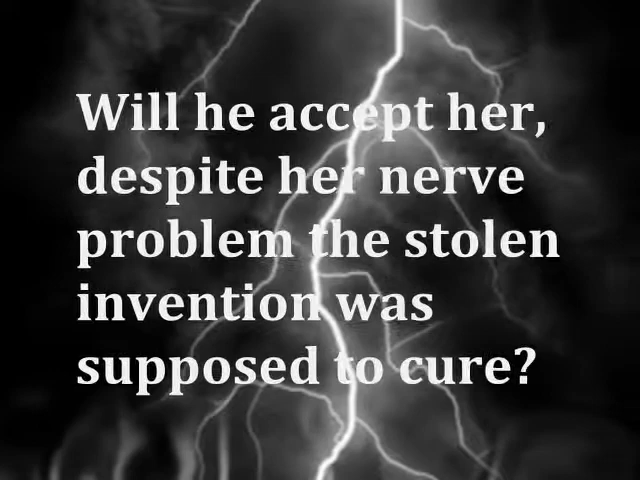 Will he accept her,
despite her nerve
problem the stolen
invention was
supposed to cure?